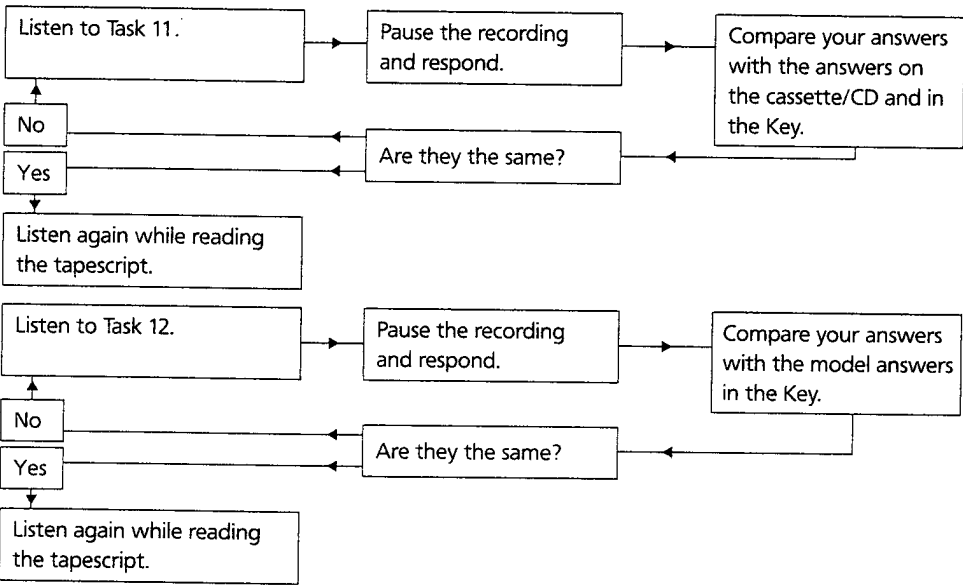 Listen to Task 11.
Pause the recording
and respond.
Compare your answers
with the answers on
the cassette/CD and in
the Key.
Are they the same?
No
Yes
Listen again while reading
the tapescript.
Listen to Task 12.
Pause the recording
and respond.
Compare your answers
with the model answers
in the Key.
Are they the same?
No
Yes
Listen again while reading
the tapescript.